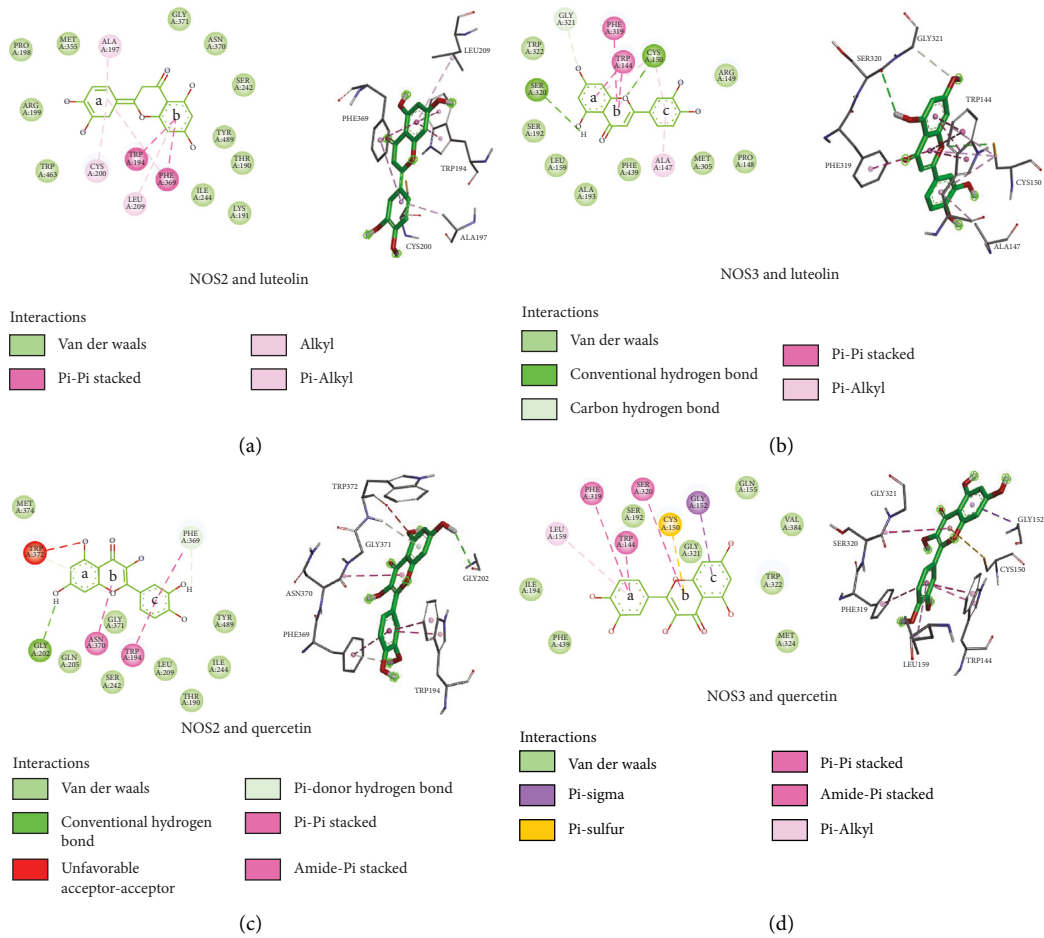 GLY
A:371
PRO
A:198
MET
A:355
ALA
A:197
ASN
A:370
SER
A:242
ARG
A:199
a
b
O
O
O
O
O
O
TYR
A:489
TRP
A:463
CYS
A:200
TRP
A:194
PHE
A:369
THR
A:190
LEU
A:209
ILE
A:244
LYS
A:191
LEU209
PHE369
TRP194
ALA197
CYS200
NOS2 and luteolin
Interactions
Van der waals
Alkyl
Pi-Pi stacked
Pi-Alkyl
(a)
GLY
A:321
PHE
A:319
TRP
A:322
TRP
A:144
CYS
A:150
SER
A:320
ARG
A:149
SER
A:192
a
b
c
O
O
O
O
O
O
H
LEU
A:159
PHE
A:439
ALA
A:147
MET
A:305
PRO
A:148
ALA
A:193
GLY321
SER320
TRP144
PHE319
CYS150
ALA147
NOS3 and luteolin
Interactions
Van der waals
Pi-Pi stacked
Conventional hydrogen bond
Pi-Alkyl
Carbon hydrogen bond
(b)
MET
A:374
PHE
A:369
a
b
c
O
O
O
O
O
O
O
H
H
GLY
A:371
TYR
A:489
GLY
A:202
GLN
A:205
ASN
A:370
TRP
A:194
LEU
A:209
ILE
A:244
SER
A:242
THR
A:190
TRP372
GLY371
GLY202
ASN370
PHE369
TRP194
NOS2 and quercetin
Interactions
Van der waals
Pi-donor hydrogen bond
Conventional hydrogen
bond
Pi-Pi stacked
Unfavorable
acceptor-acceptor
Amide-Pi stacked
(c)
PHE
A:319
SER
A:320
GLY
A:152
GLN
A:155
LEU
A:159
SER
A:192
CYS
A:150
VAL
A:384
TRP
A:144
GLY
A:321
ILE
A:194
a
b
c
O
O
O
O
O
O
O
TRP
A:322
PHE
A:439
MET
A:324
GLY321
SER320
GLY152
CYS150
PHE319
LEU159
TRP144
NOS3 and quercetin
Interactions
Van der waals
Pi-Pi stacked
Pi-sigma
Amide-Pi stacked
Pi-sulfur
Pi-Alkyl
(d)